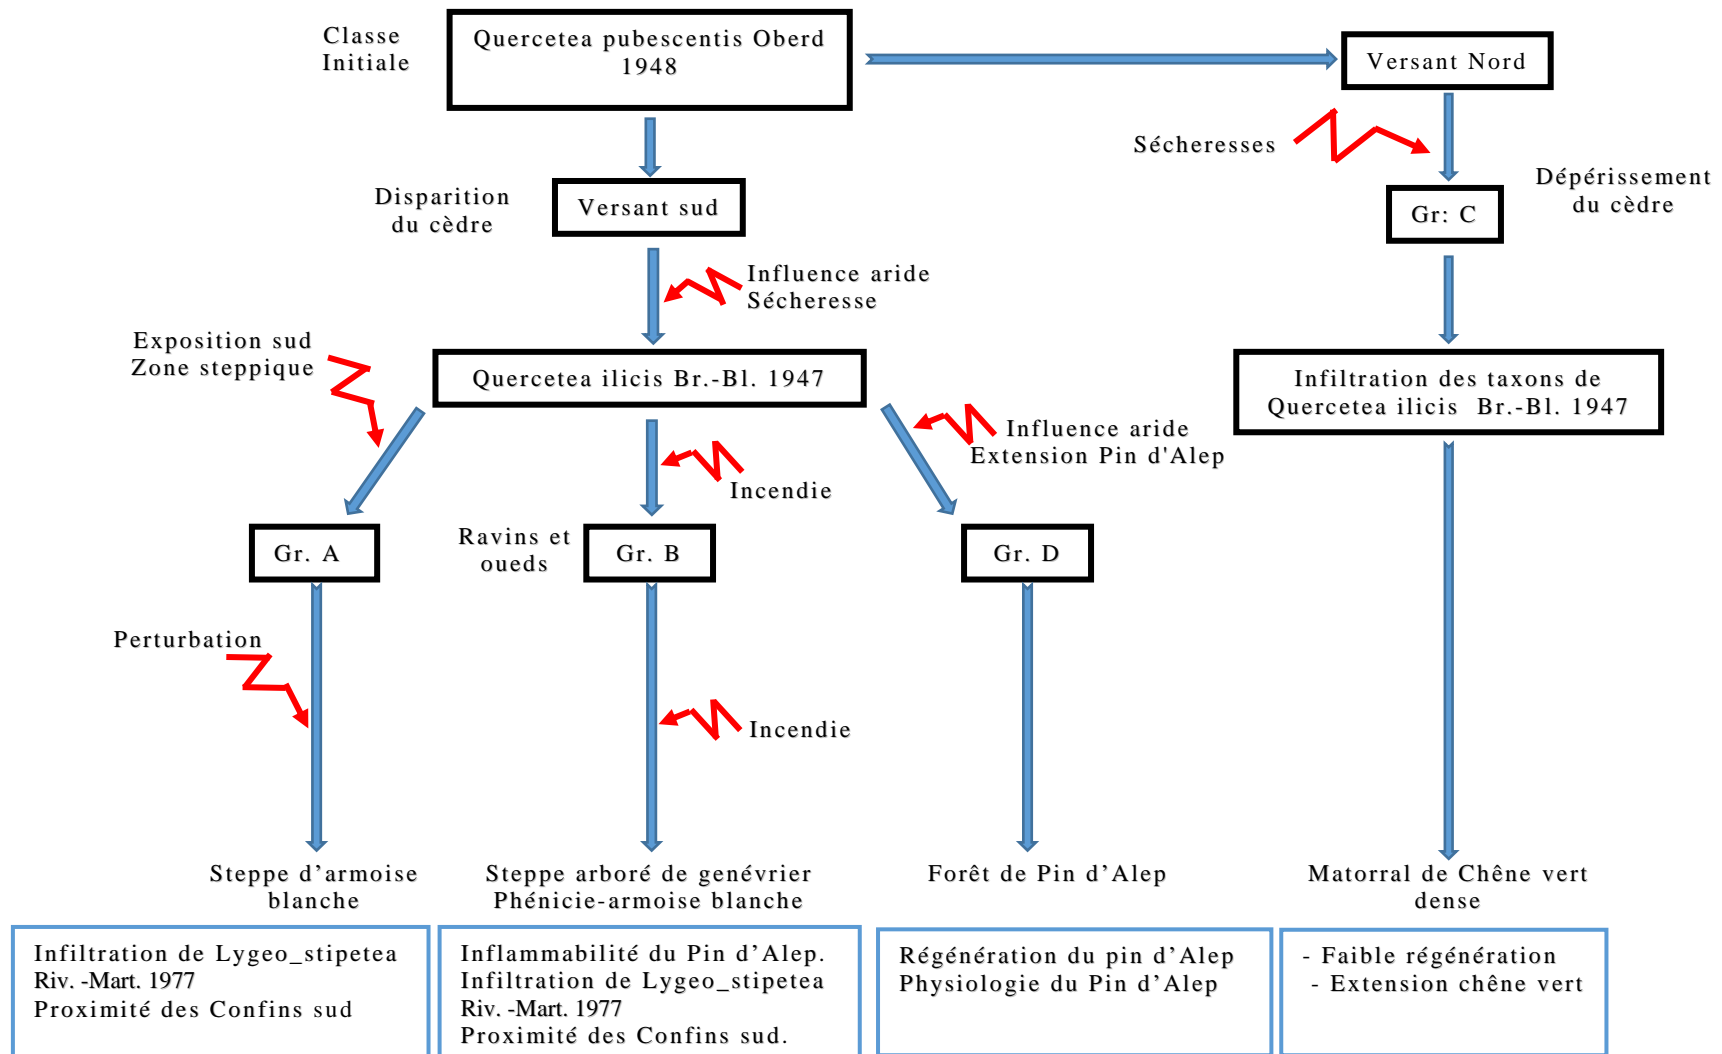 Classe
Initiale
Quercetea pubescentis Oberd
1948
Versant Nord
Sécheresses
Disparition
du cèdre
Versant sud
Dépérissement
du cèdre
Gr: C
Influence aride
Sécheresse
Exposition sud
Zone steppique
Quercetea ilicis Br.-Bl. 1947
Infiltration des taxons de
Quercetea ilicis Br.-Bl. 1947
Influence aride
Extension Pin d'Alep
Incendie
Gr. A
Ravins et
oueds
Gr. B
Gr. D
Perturbation
Incendie
Steppe d’armoise
blanche
Steppe arboré de genévrier
Phénicie-armoise blanche
Forêt de Pin d’Alep
Matorral de Chêne vert
dense
Infiltration de Lygeo_stipetea
Riv. -Mart. 1977
Proximité des Confins sud
Inflammabilité du Pin d’Alep.
Infiltration de Lygeo_stipetea
Riv. -Mart. 1977
Proximité des Confins sud.
Régénération du pin d’Alep
Physiologie du Pin d’Alep
- Faible régénération
- Extension chêne vert